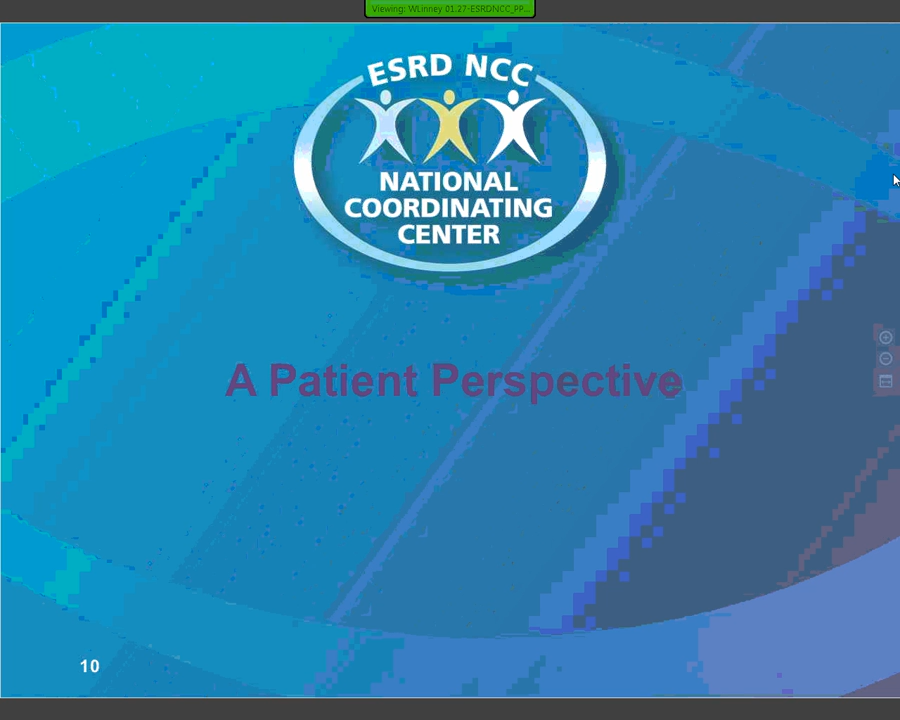 Viewing: WLinney 01.27-ESRDNCC_PP...
ESRD NCC
NATIONAL
COORDINATING
CENTER
A Patient Perspective
10